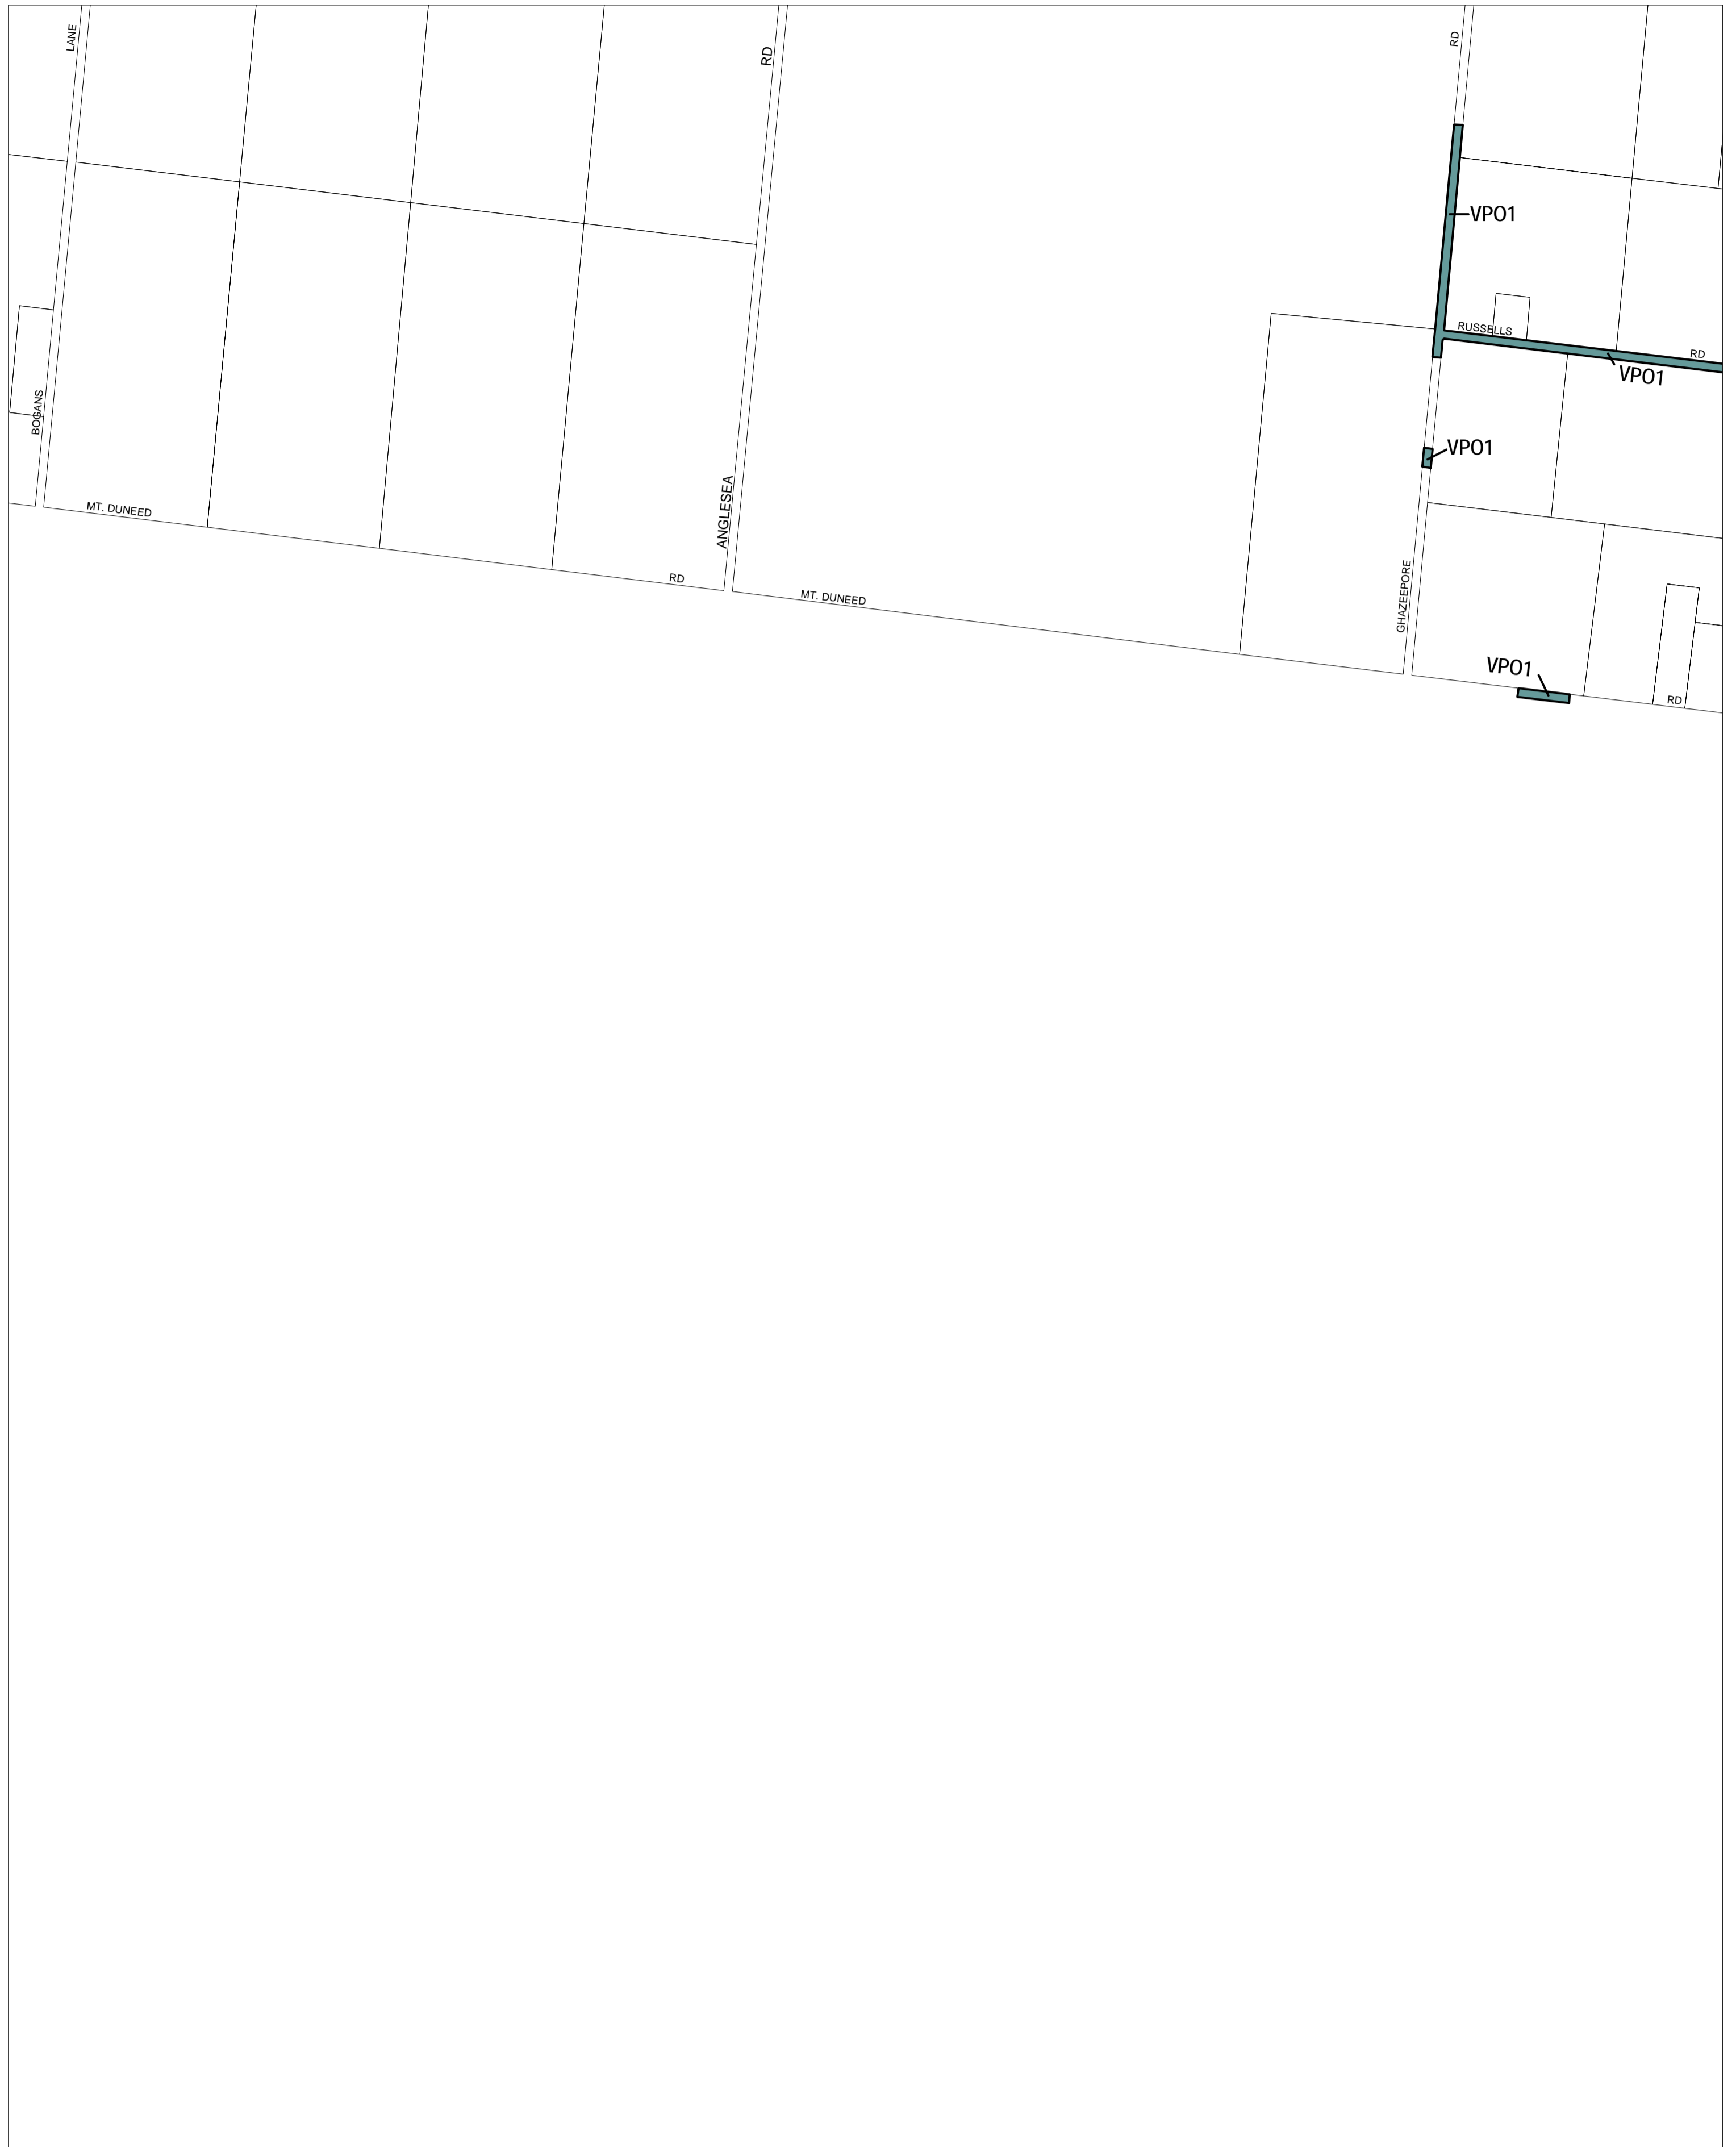 LANE
RD
RD
VPO1
RUSSELLS
RD
VPO1
BOGANS
VPO1
MT. DUNEED
ANGLESEA
RD
MT. DUNEED
GHAZEEPORE
VPO1
RD